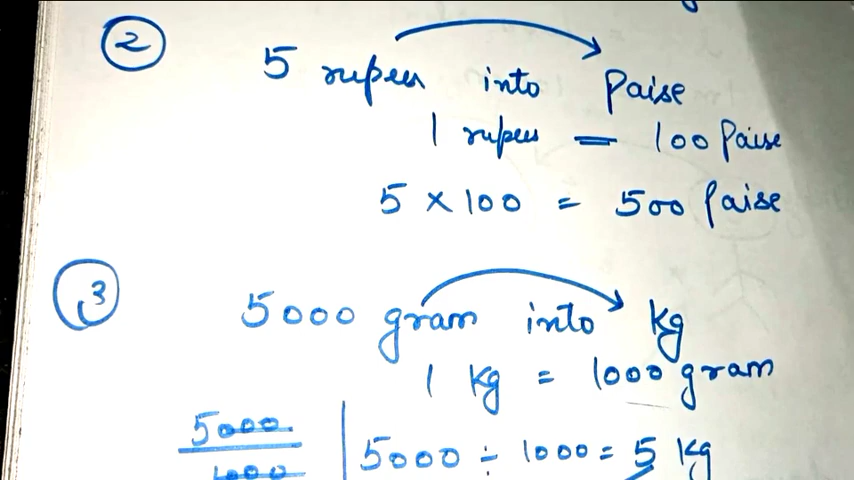 2
5 rupees into Paise
1 rupees = 100 Paise
5 × 100 = 500 Paise
3
5000 gram into Kg
1 Kg = 1000 gram
5000
1000
5000 ÷ 1000 = 5 Kg